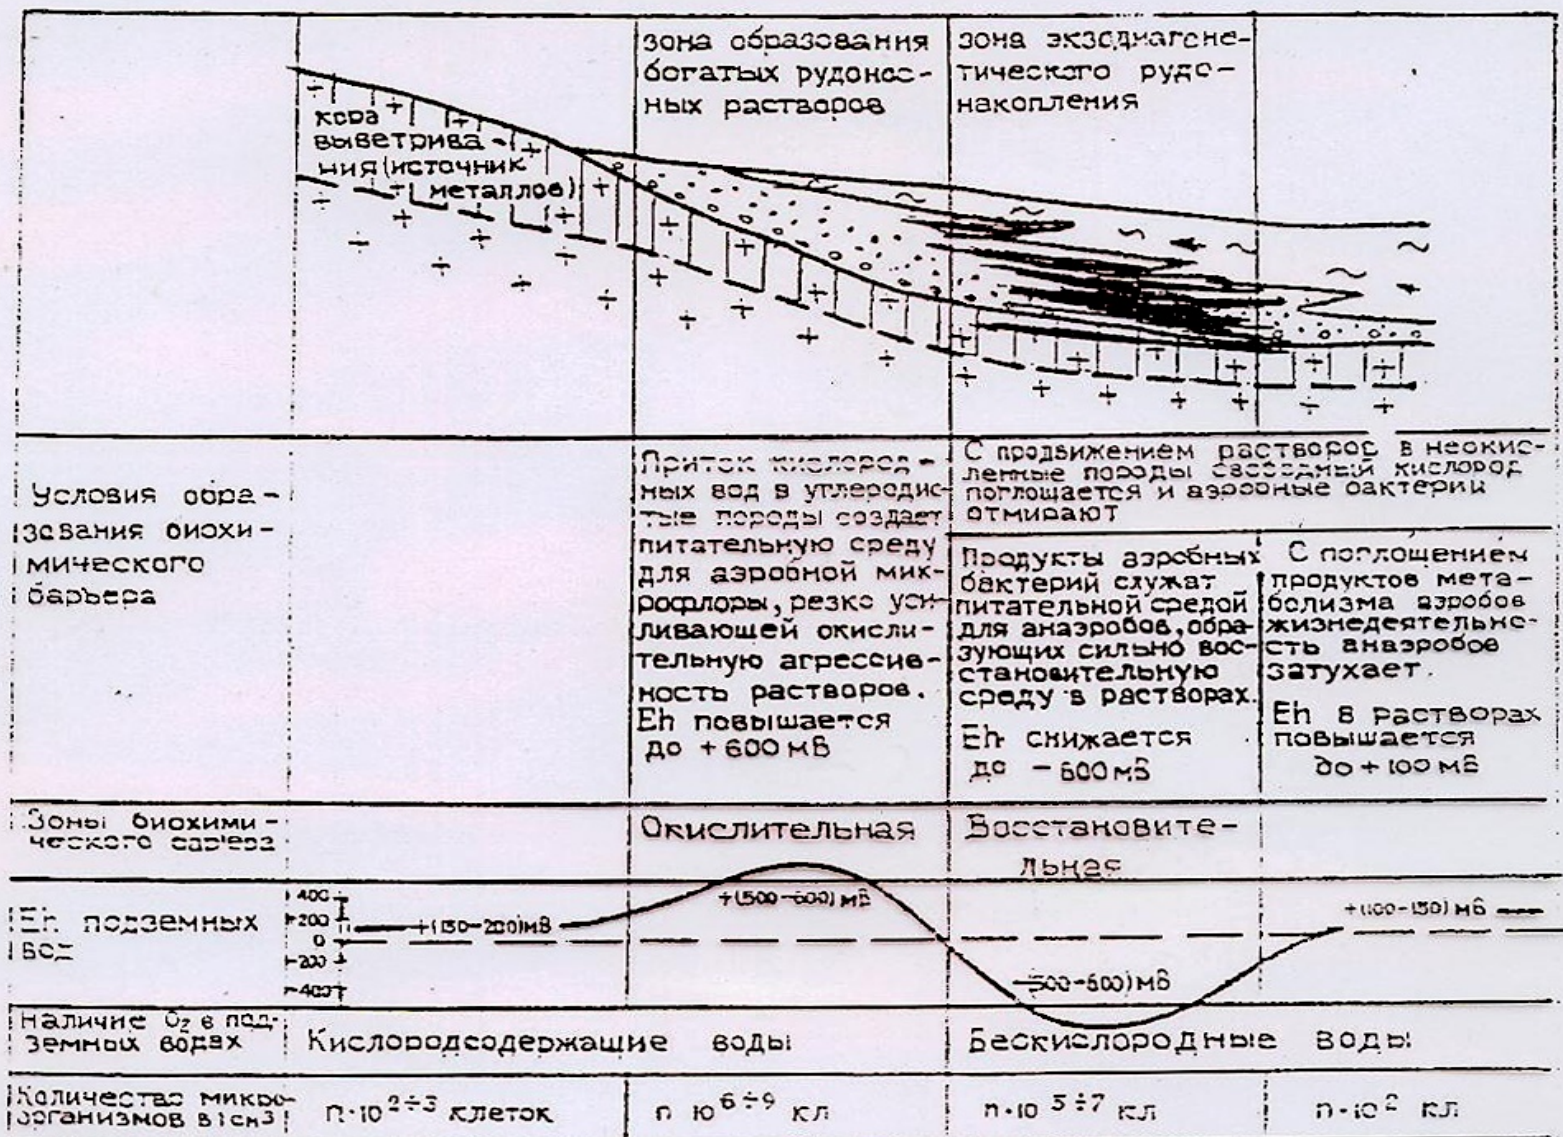 зона образования
богатых рудонос-
ных растворов
зона экзодиагене-
тического рудо-
накопления
кора
выветрива-
ния (источник
металлов)
Условия обра-
зования биохи-
мического
барьера
Приток кислород-
ных вод в углеродис-
тые породы создает
питательную среду
для аэробной мик-
рофлоры, резко уси-
ливающей окисли-
тельную агрессив-
ность растворов.
Eh повышается
до +600 мВ
С продвижением растворов в неокис-
ленные породы свободный кислород
поглощается и аэробные бактерии
отмирают
Продукты аэробных
бактерий служат
питательной средой
для анаэробов, обра-
зующих сильно вос-
становительную
среду в растворах.
Eh снижается
до -600 мВ
С поглощением
продуктов мета-
болизма аэробов
жизнедеятельно-
сть анаэробов
затухает.
Eh в растворах
повышается
до +100 мВ
Зоны биохими-
ческого барьера
Окислительная
Восстановите-
льная
Eh подземных
вод
400
200
0
-200
-400
+(150-200) мВ
+(500-600) мВ
-500-600) мВ
+(100-150) мВ
Наличие O₂ в под-
земных водах
Кислородсодержащие воды
Бескислородные воды
Количество микро-
организмов в 1 см3
n·10 2÷3 клеток
n 10 6÷9 кл
n·10 5÷7 кл
n·10 2 кл